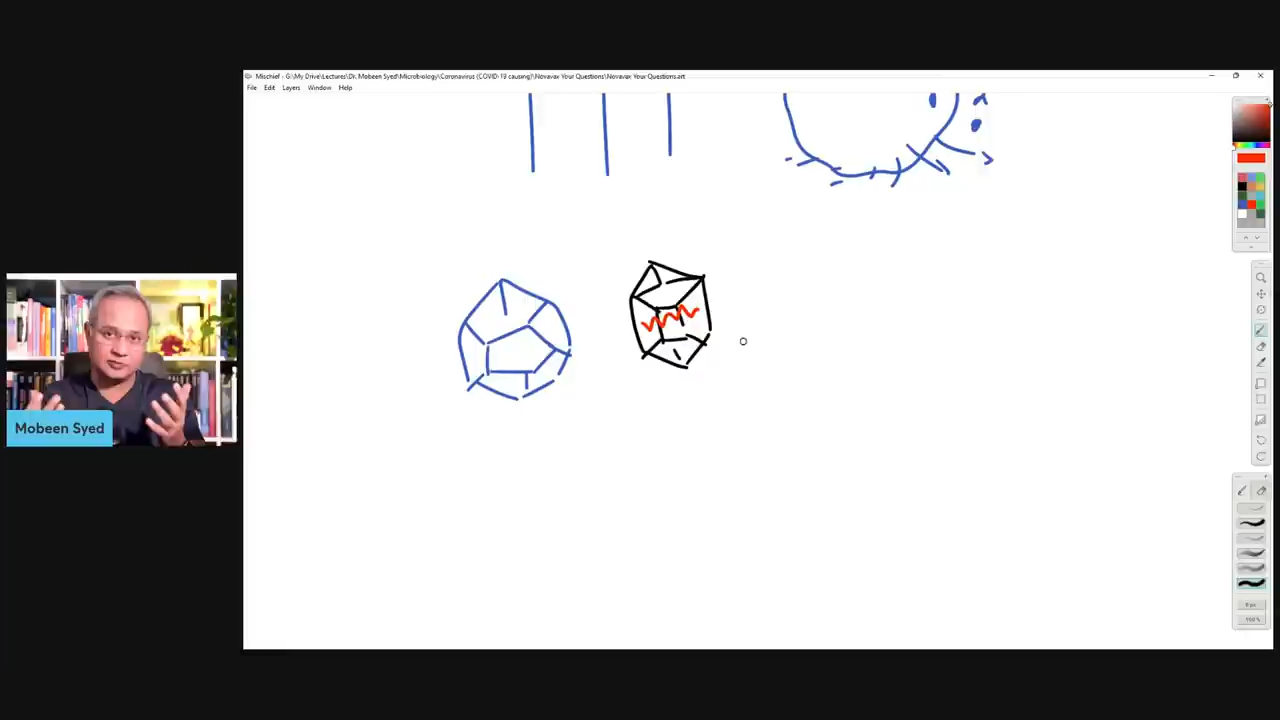 Mischief - G:\My Drive\Lectures\Dr. Mobeen Syed\Microbiology\Coronavirus (COVID-19 causing)\Novavax Your Questions\Novavax Your Questions.art
File Edit Layers Window Help
Mobeen Syed
100 %